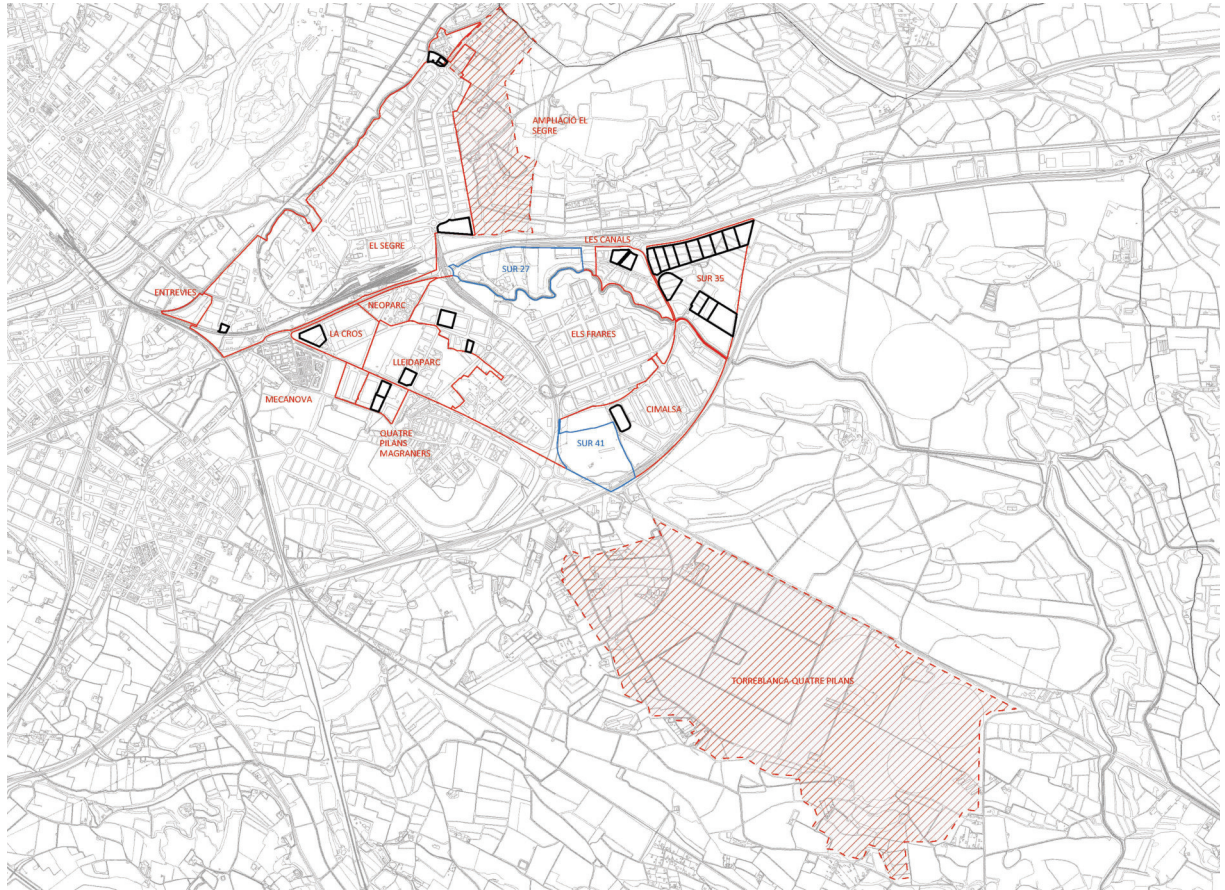 AMPLIACIÓ EL
SEGRE
EL SEGRE
LES CANALS
SUR 27
SUR 35
ENTREVIES
NEOPARC
LA CROS
ELS FRARES
LLEIDAPARC
MECANOVA
CIMALSA
QUATRE
PILANS
MAGRANERS
SUR 41
TORREBLANCA-QUATRE PILANS